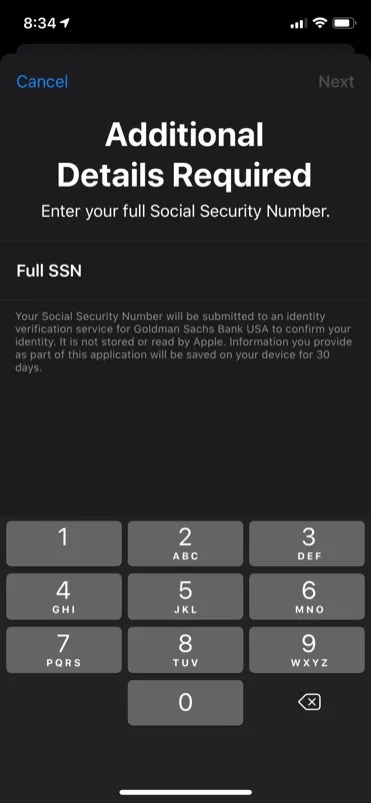 8:34
Cancel
Next
Additional
Details Required
Enter your full Social Security Number.
Full SSN
Your Social Security Number will be submitted to an identity
verification service for Goldman Sachs Bank USA to confirm your
identity. It is not stored or read by Apple. Information you provide
as part of this application will be saved on your device for 30
days.
1
2
ABC
3
DEF
4
GHI
5
JKL
6
MNO
7
PQRS
8
TUV
9
WXYZ
0